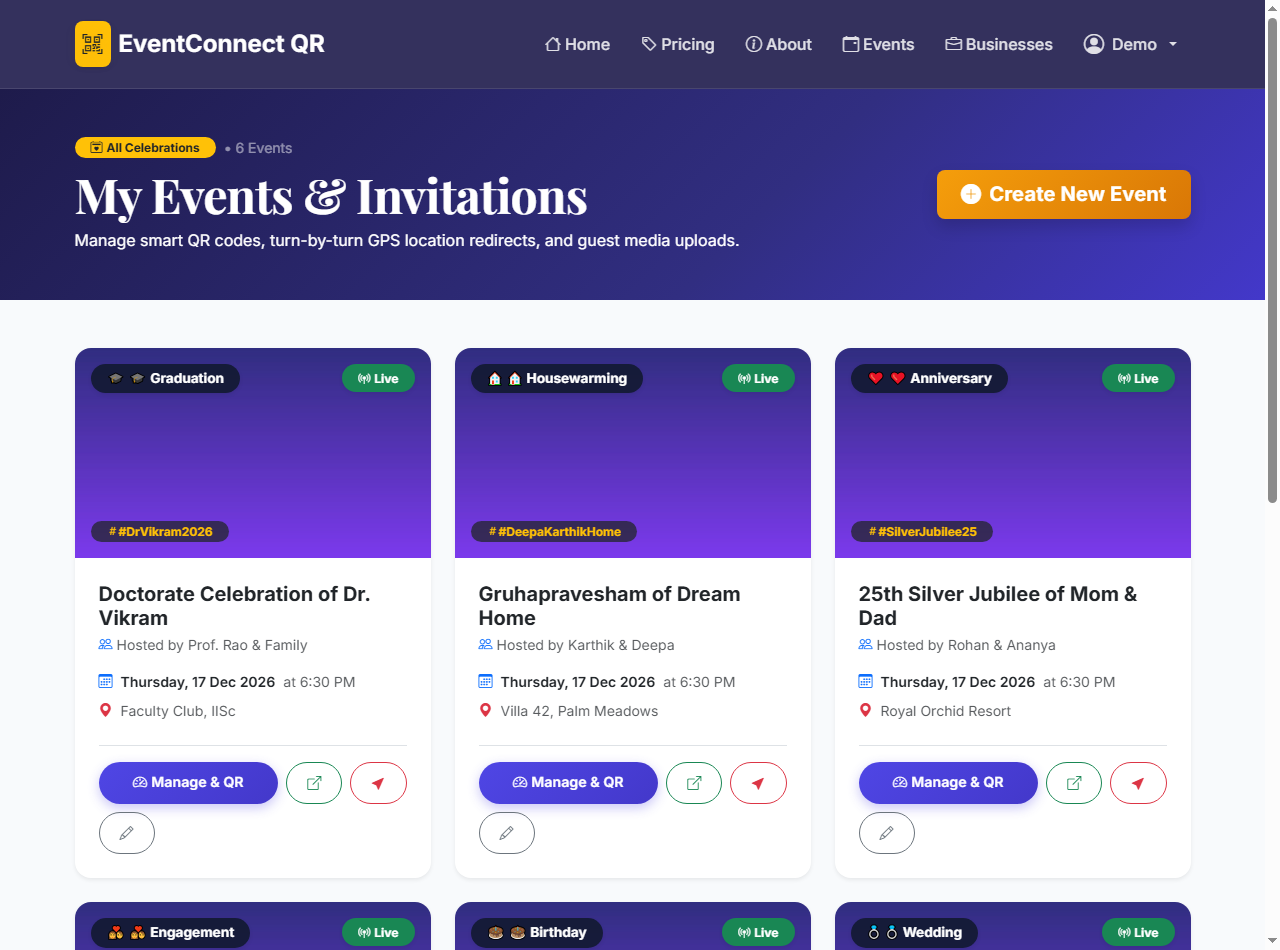 EventConnect QR
Home
Pricing
About
Events
Businesses
Demo
All Celebrations
• 6 Events
My Events & Invitations
Manage smart QR codes, turn-by-turn GPS location redirects, and guest media uploads.
Create New Event
🎓 🎓 Graduation
Live
# #DrVikram2026
Doctorate Celebration of Dr.
Vikram
Hosted by Prof. Rao & Family
Thursday, 17 Dec 2026 at 6:30 PM
Faculty Club, IISc
Manage & QR
🏠 🏠 Housewarming
Live
# #DeepaKarthikHome
Gruhapravesham of Dream
Home
Hosted by Karthik & Deepa
Thursday, 17 Dec 2026 at 6:30 PM
Villa 42, Palm Meadows
Manage & QR
❤️ ❤️ Anniversary
Live
# #SilverJubilee25
25th Silver Jubilee of Mom &
Dad
Hosted by Rohan & Ananya
Thursday, 17 Dec 2026 at 6:30 PM
Royal Orchid Resort
Manage & QR
💑 💑 Engagement
Live
🎂 🎂 Birthday
Live
💍 💍 Wedding
Live